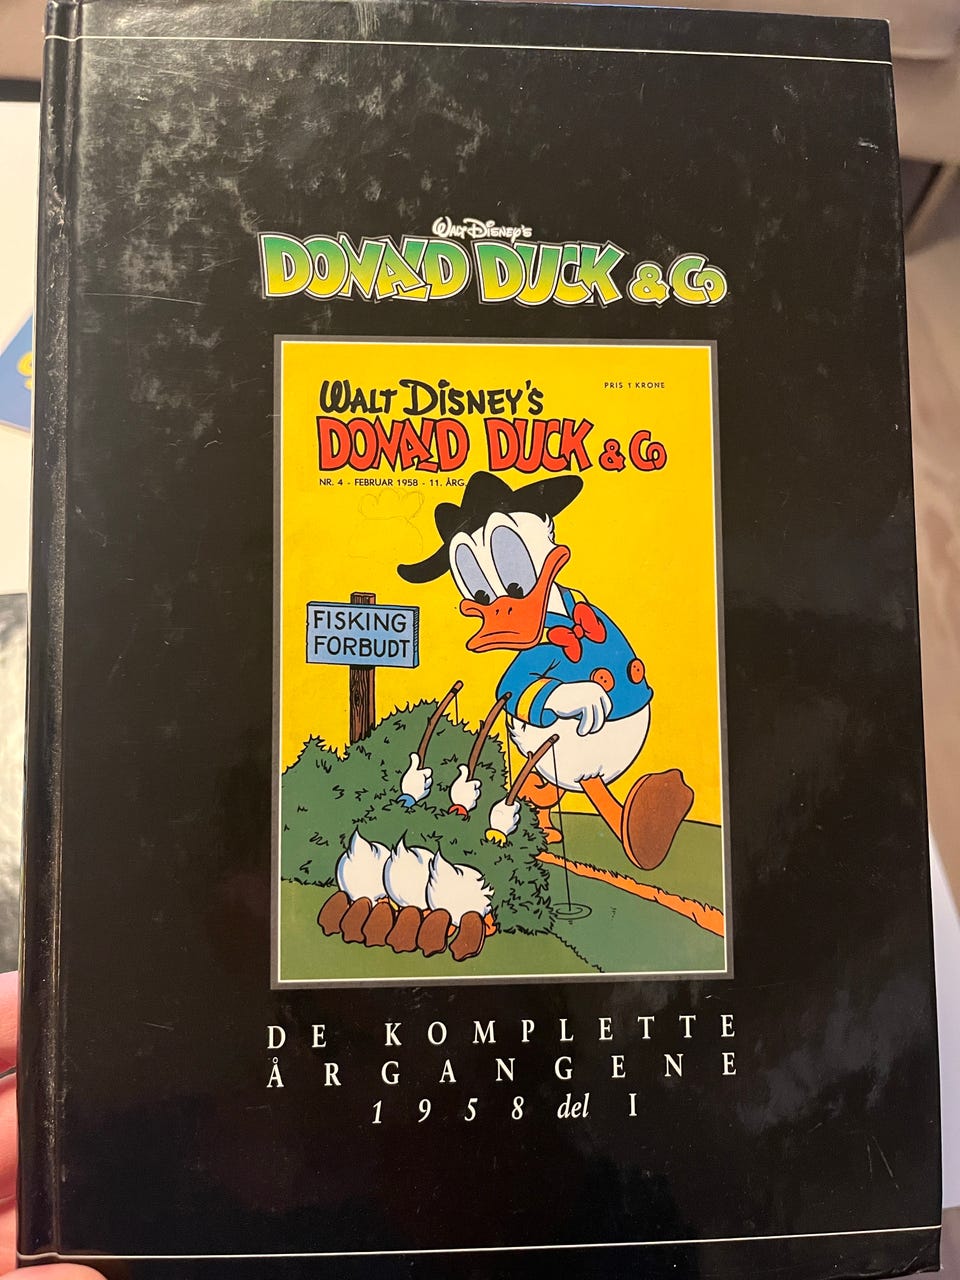 WALT DISNEY'S
DONALD DUCK & Co
WALT DISNEY'S
PRIS 1 KRONE
DONALD DUCK & Co
NR. 4 - FEBRUAR 1958 - 11. ÅRG.
FISKING
FORBUDT
DE KOMPLETTE
ÅRGANGENE
1958 del I